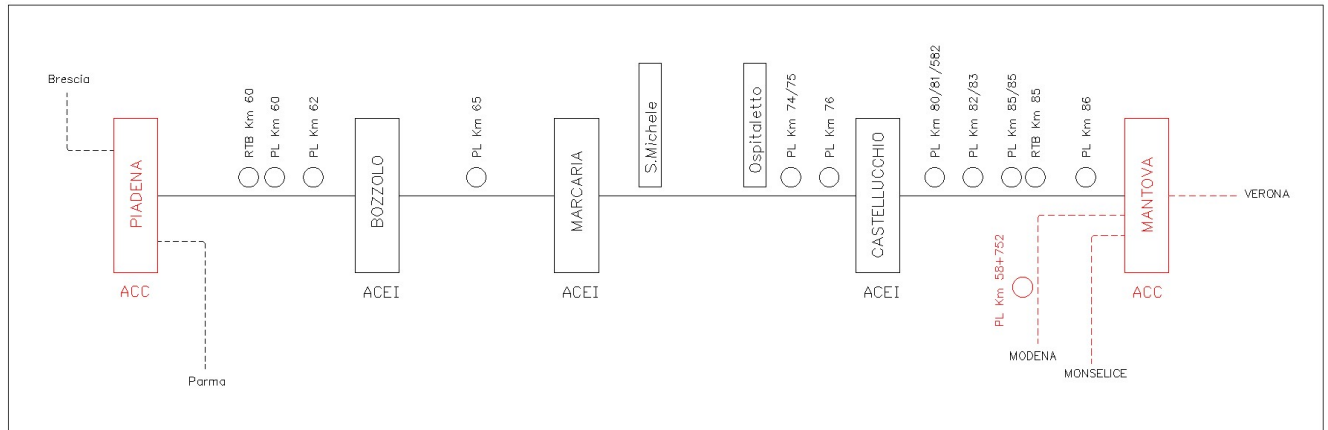 Brescia
PIADENA
ACC
Parma
RTB Km 60
PL Km 60
PL Km 62
BOZZOLO
ACEI
PL Km 65
MARCARIA
ACEI
S.Michele
Ospitaletto
PL Km 74/75
PL Km 76
CASTELLUCCHIO
ACEI
PL Km 80/81/582
PL Km 82/83
PL Km 85/85
RTB Km 85
PL Km 86
MANTOVA
ACC
VERONA
PL Km 58+752
MODENA
MONSELICE